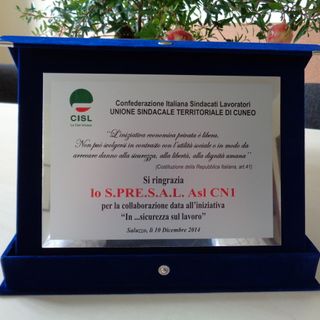 CISL
Confederazione Italiana Sindacati Lavoratori
UNIONE SINDACALE TERRITORIALE DI CUNEO
"L'iniziativa economica privata è libera.
Non può svolgersi in contrasto con l'utilità sociale e in modo da
arrecare danno alla sicurezza, alla libertà, alla dignità umana"
(Costituzione della Repubblica Italiana, art.41)
Si ringrazia
lo S.PRE.S.A.L. Asl CN1
per la collaborazione data all'iniziativa
"In ...sicurezza sul lavoro"
Saluzzo, lì 10 Dicembre 2014